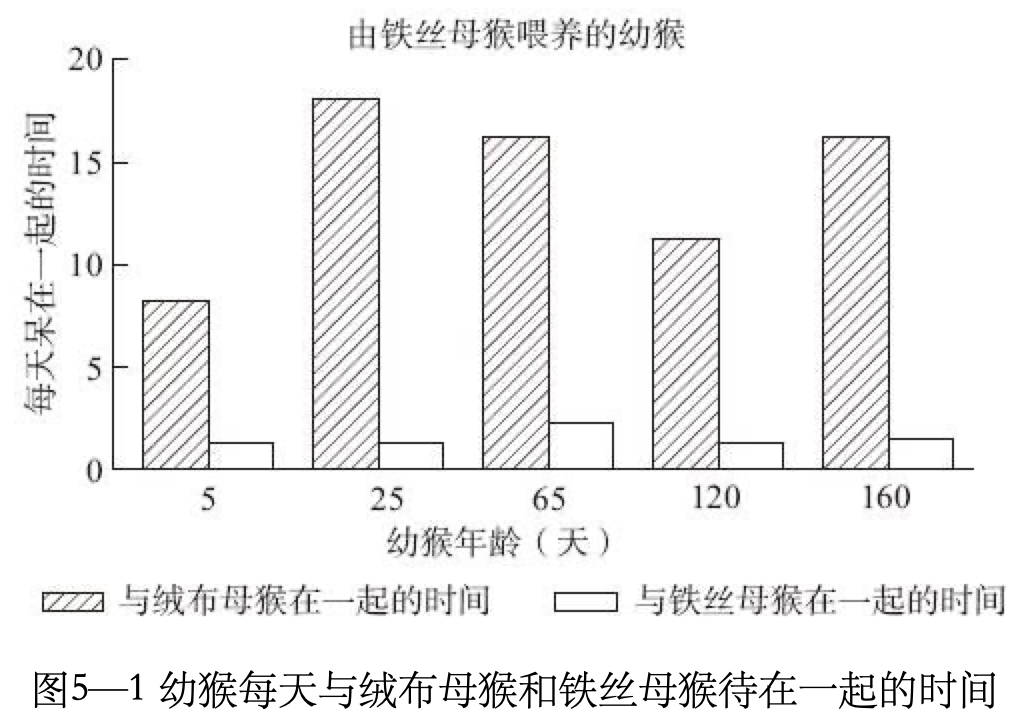 由铁丝母猴喂养的幼猴
每天呆在一起的时间
20
15
10
5
0
5 25 65 120 160
幼猴年龄（天）
与绒布母猴在一起的时间 与铁丝母猴在一起的时间
图5—1 幼猴每天与绒布母猴和铁丝母猴待在一起的时间